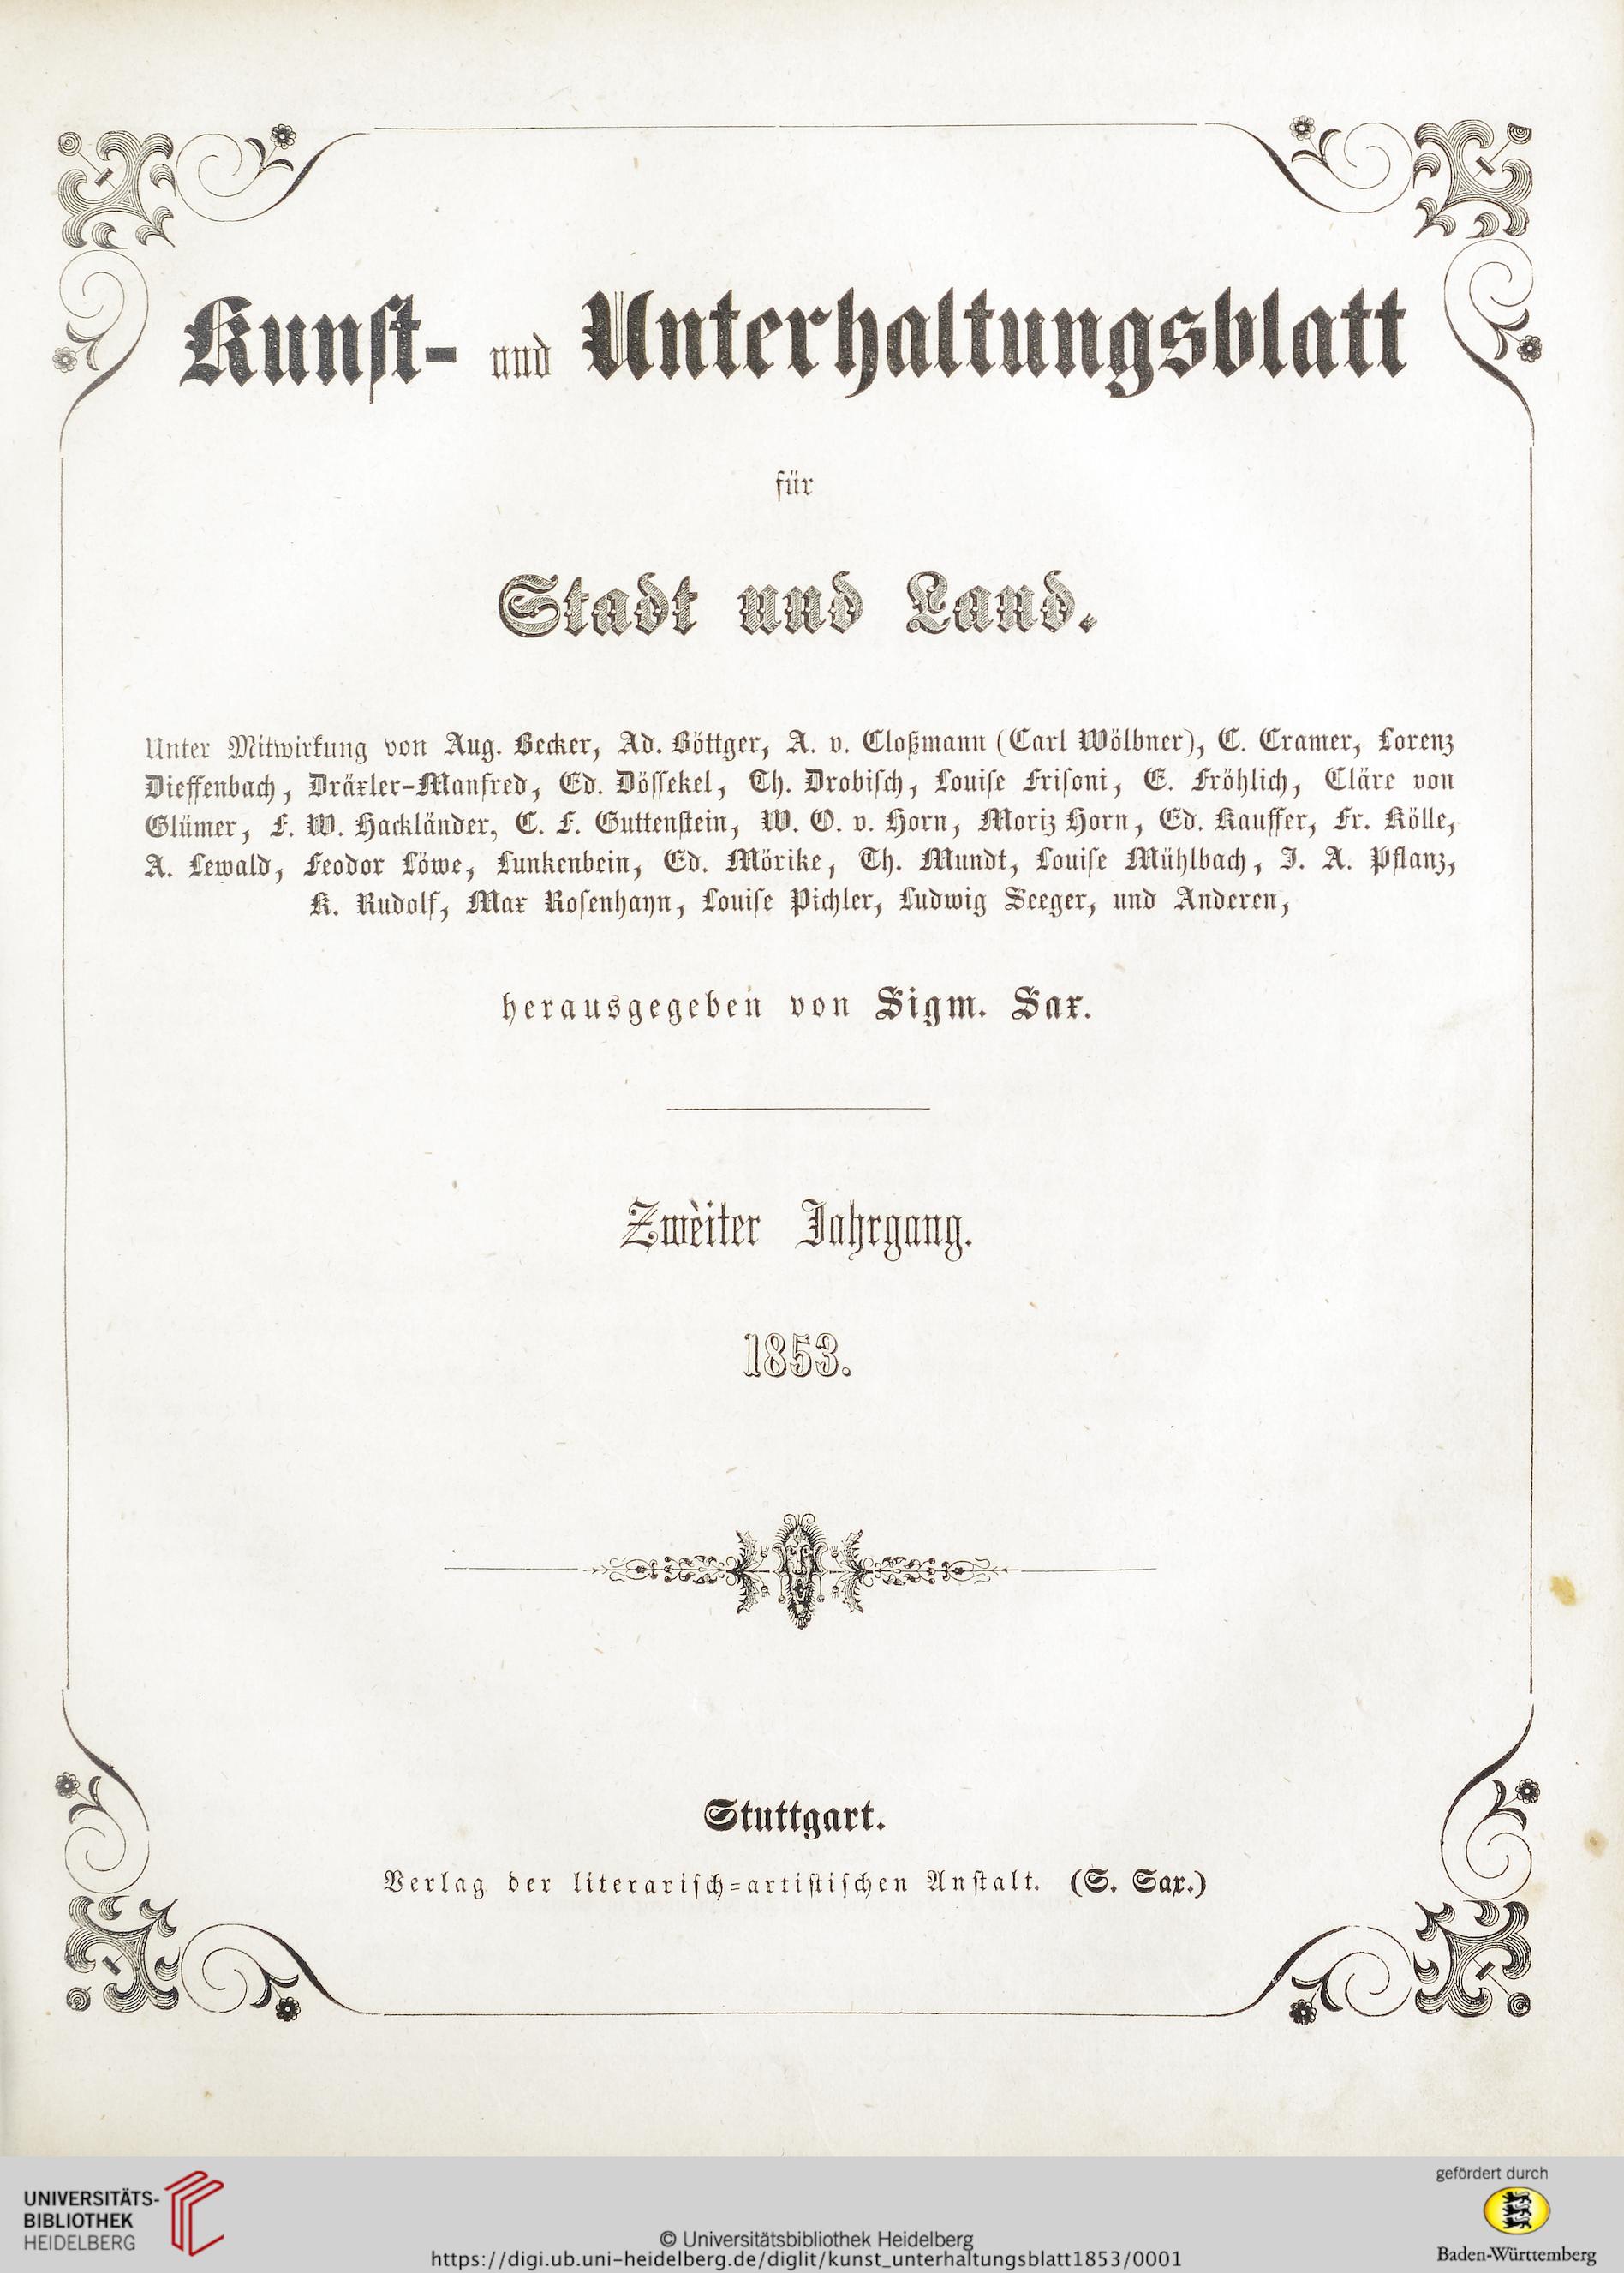 Kunst- und Unterhaltungsblatt
für
Stadt und Land.
Unter Mitwirkung von Aug. Becker, Ad. Böttger, A. v. Cloßmann (Carl Wölbner), C. Cramer, Lorenz
Dieffenbach, Dräxler-Manfred, Ed. Dössekel, Th. Drobisch, Louise Frisoni, E. Fröhlich, Cläre von
Glümer, F. W. Hackländer, C. F. Guttenstein, W. O. v. Horn, Moriz Horn, Ed. Kauffer, Fr. Kölle,
A. Lewald, Feodor Löwe, Lunkenbein, Ed. Mörike, Th. Mundt, Louise Mühlbach, J. A. Pflanz,
K. Rudolf, Max Rosenhayn, Louise Pichler, Ludwig Seeger, und Anderen,
herausgegeben von Sigm. Sax.
Zweiter Jahrgang.
1853.
Stuttgart.
Verlag der literarisch-artistischen Anstalt. (S. Sax.)
UNIVERSITÄTS-
BIBLIOTHEK
HEIDELBERG
© Universitätsbibliothek Heidelberg
https://digi.ub.uni-heidelberg.de/diglit/kunst_unterhaltungsblatt1853/0001
gefördert durch
Baden-Württemberg